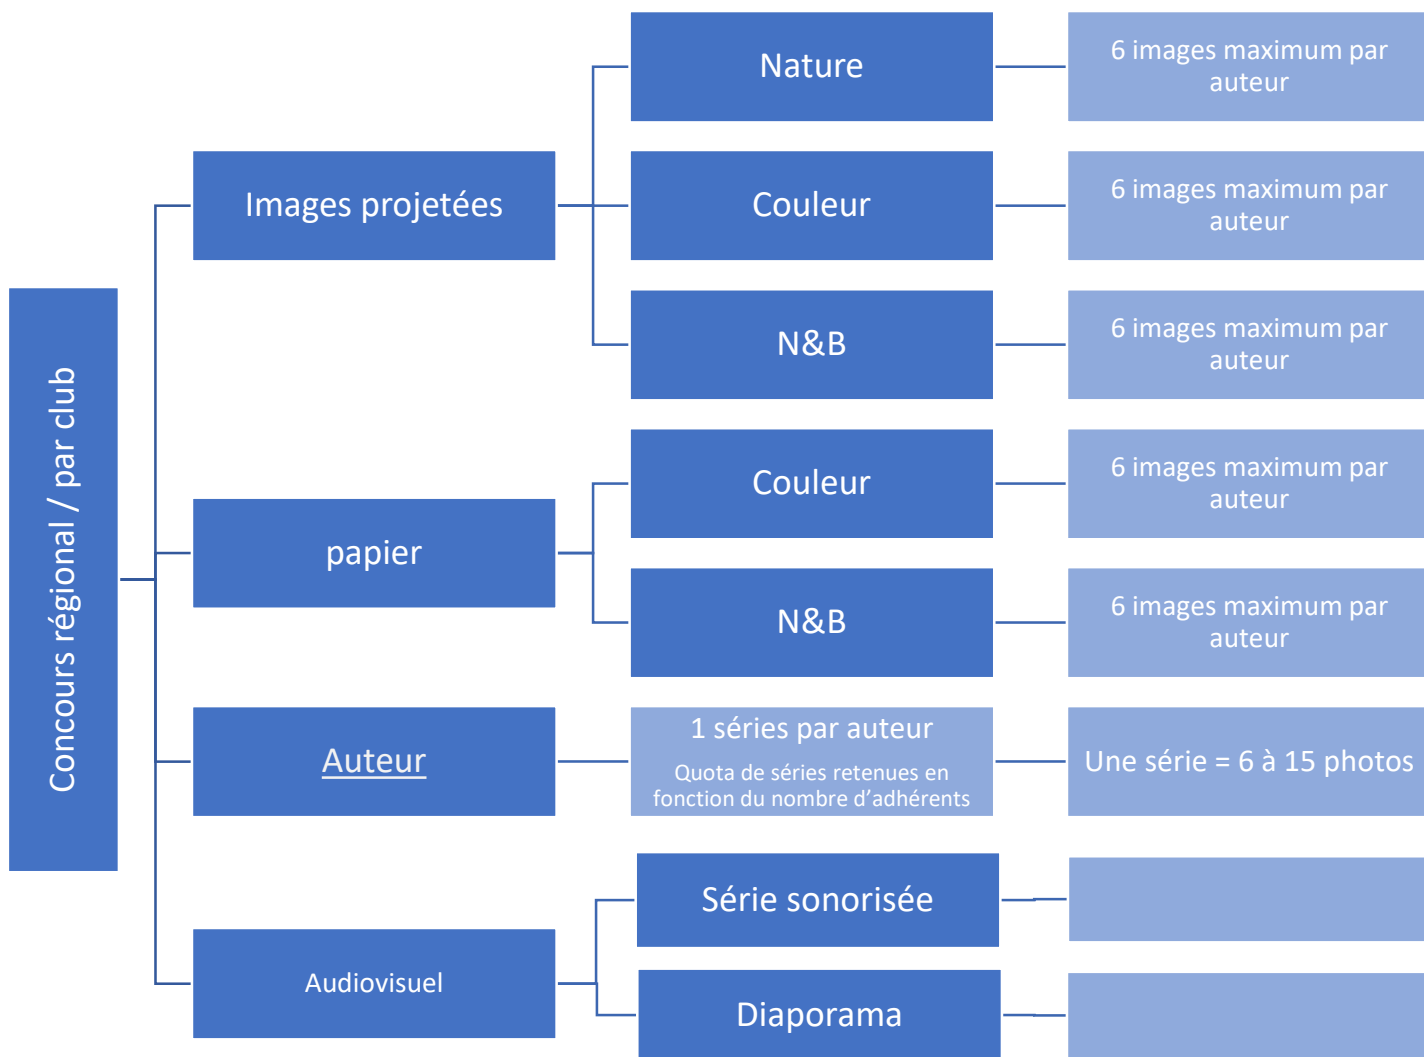 Concours régional / par club
Images projetées
Nature
6 images maximum par
auteur
Couleur
6 images maximum par
auteur
N&B
6 images maximum par
auteur
papier
Couleur
6 images maximum par
auteur
N&B
6 images maximum par
auteur
Auteur
1 séries par auteur
Quota de séries retenues en
fonction du nombre d’adhérents
Une série = 6 à 15 photos
Audiovisuel
Série sonorisée
Diaporama